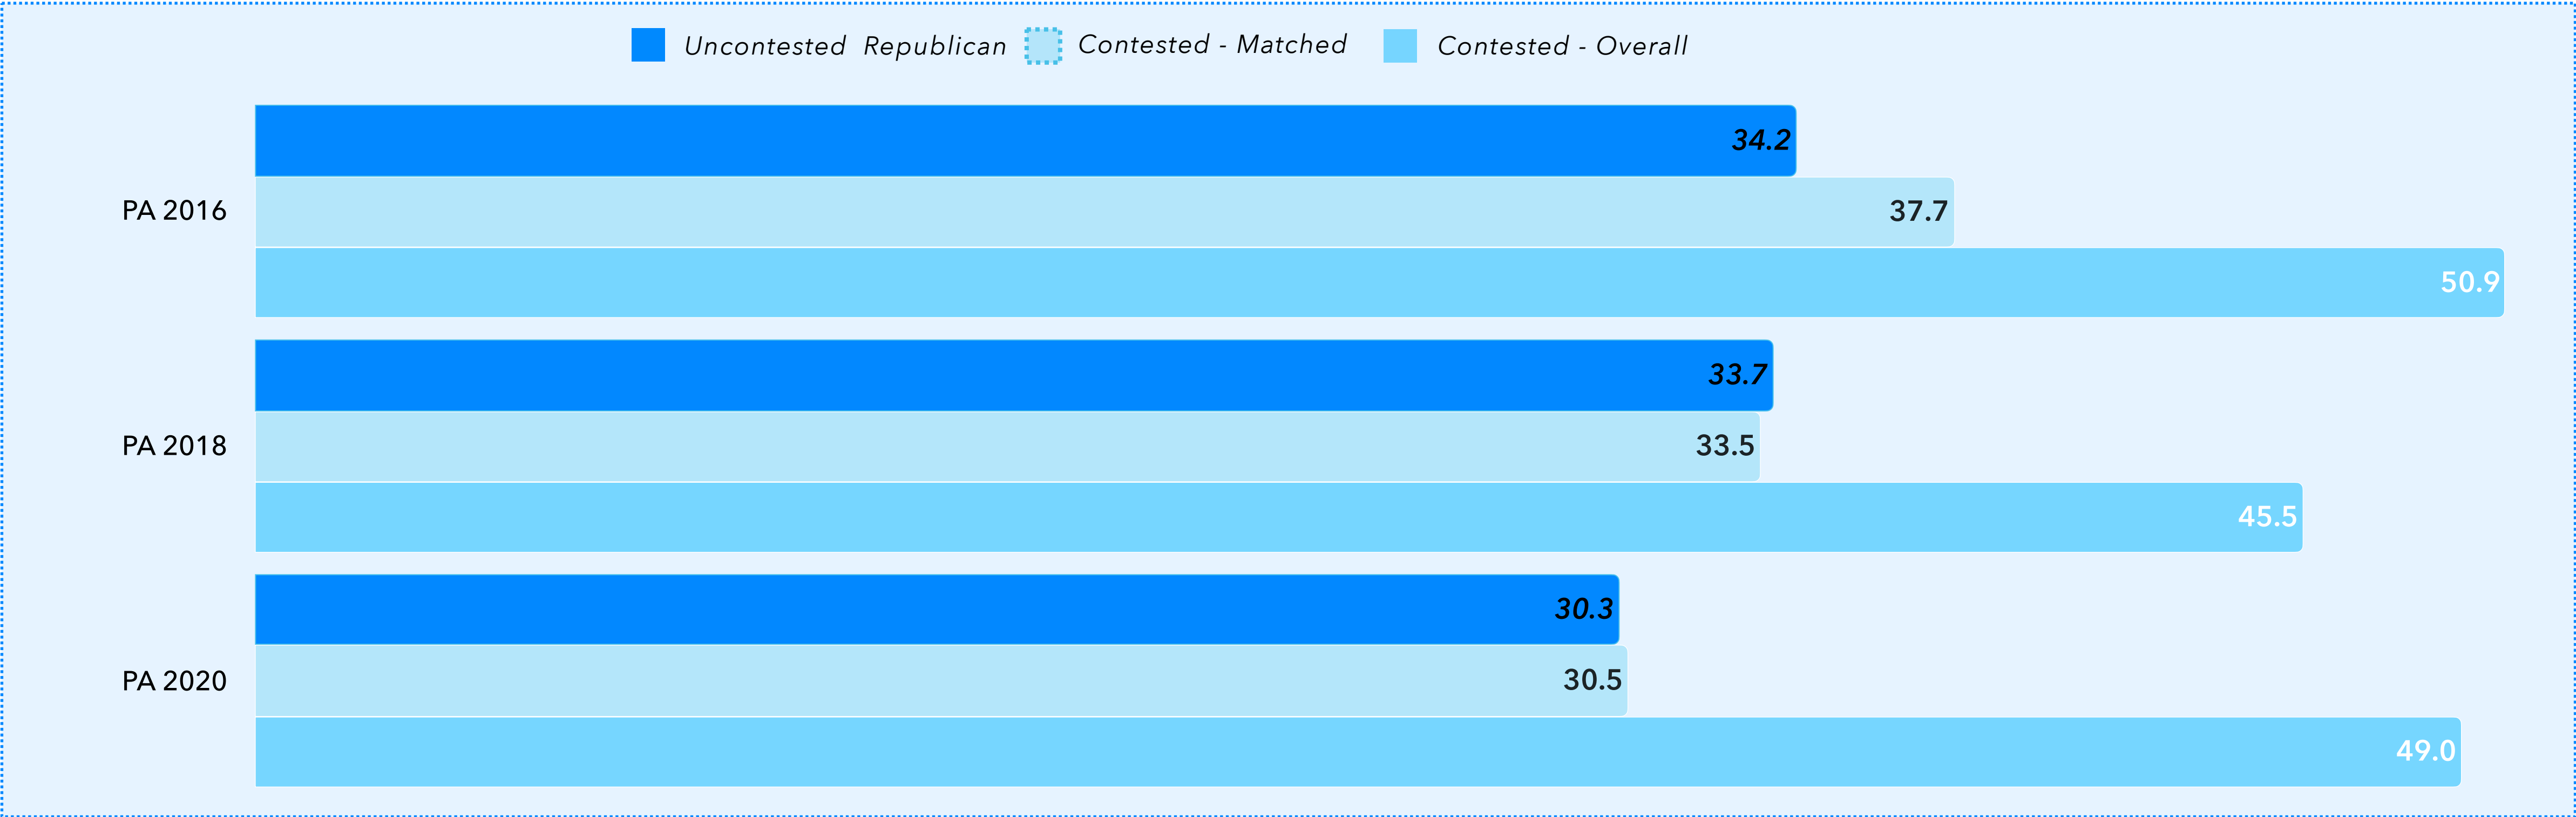 Uncontested Republican
Contested - Matched
Contested - Overall
34.2
PA 2016
37.7
50.9
33.7
PA 2018
33.5
45.5
30.3
PA 2020
30.5
49.0